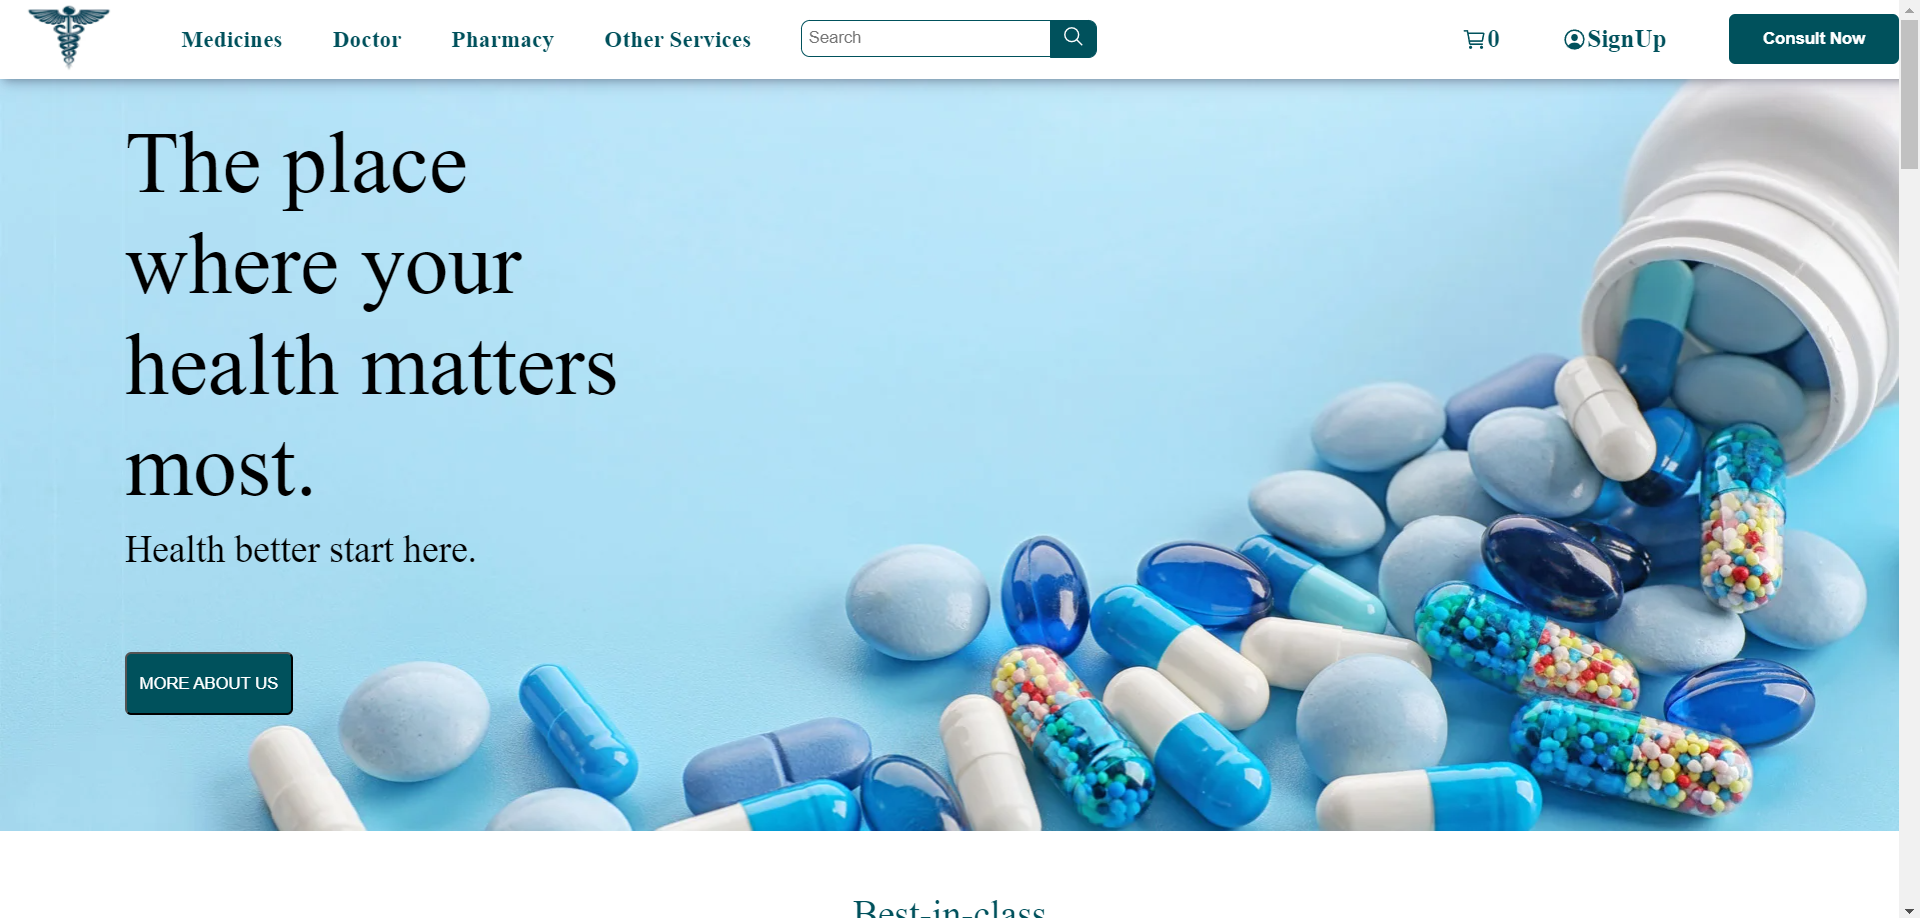 Medicines Doctor Pharmacy Other Services Search 0 SignUp Consult Now
The place
where your
health matters
most.
Health better start here.
MORE ABOUT US
Best-in-class